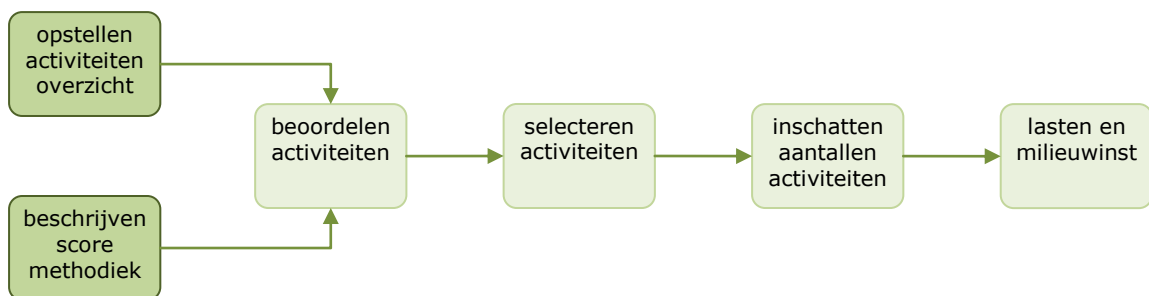 opstellen
activiteiten
overzicht
beschrijven
score
methodiek
beoordelen
activiteiten
selecteren
activiteiten
inschatten
aantallen
activiteiten
lasten en
milieuwinst